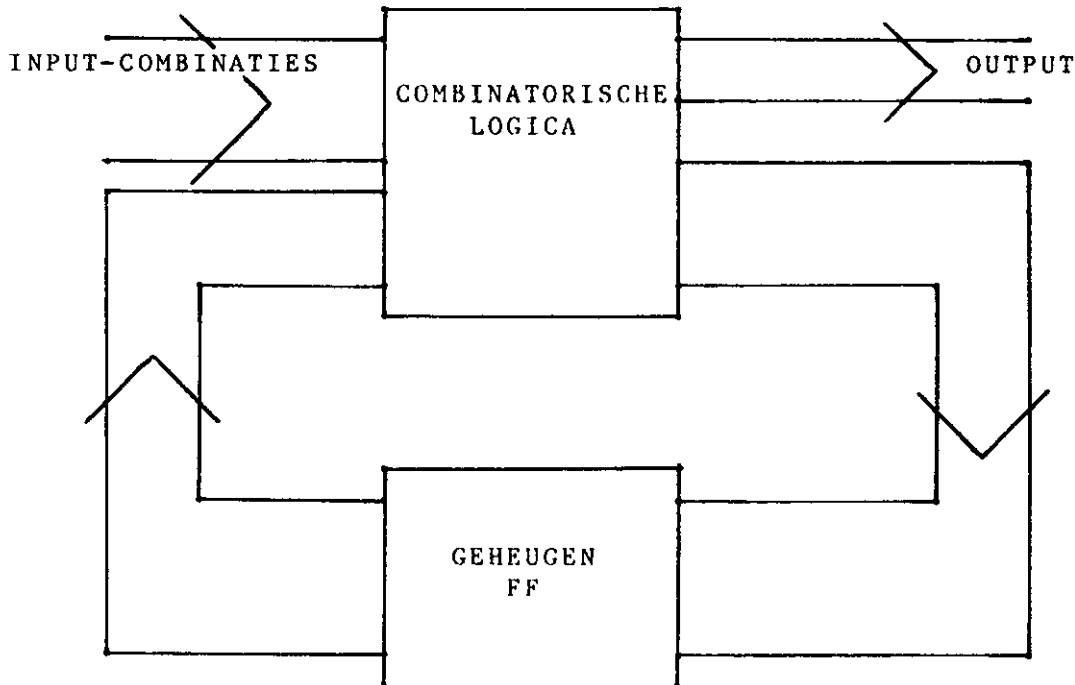 INPUT-COMBINATIES
OUTPUT
COMBINATORISCHE
LOGICA
GEHEUGEN
FF